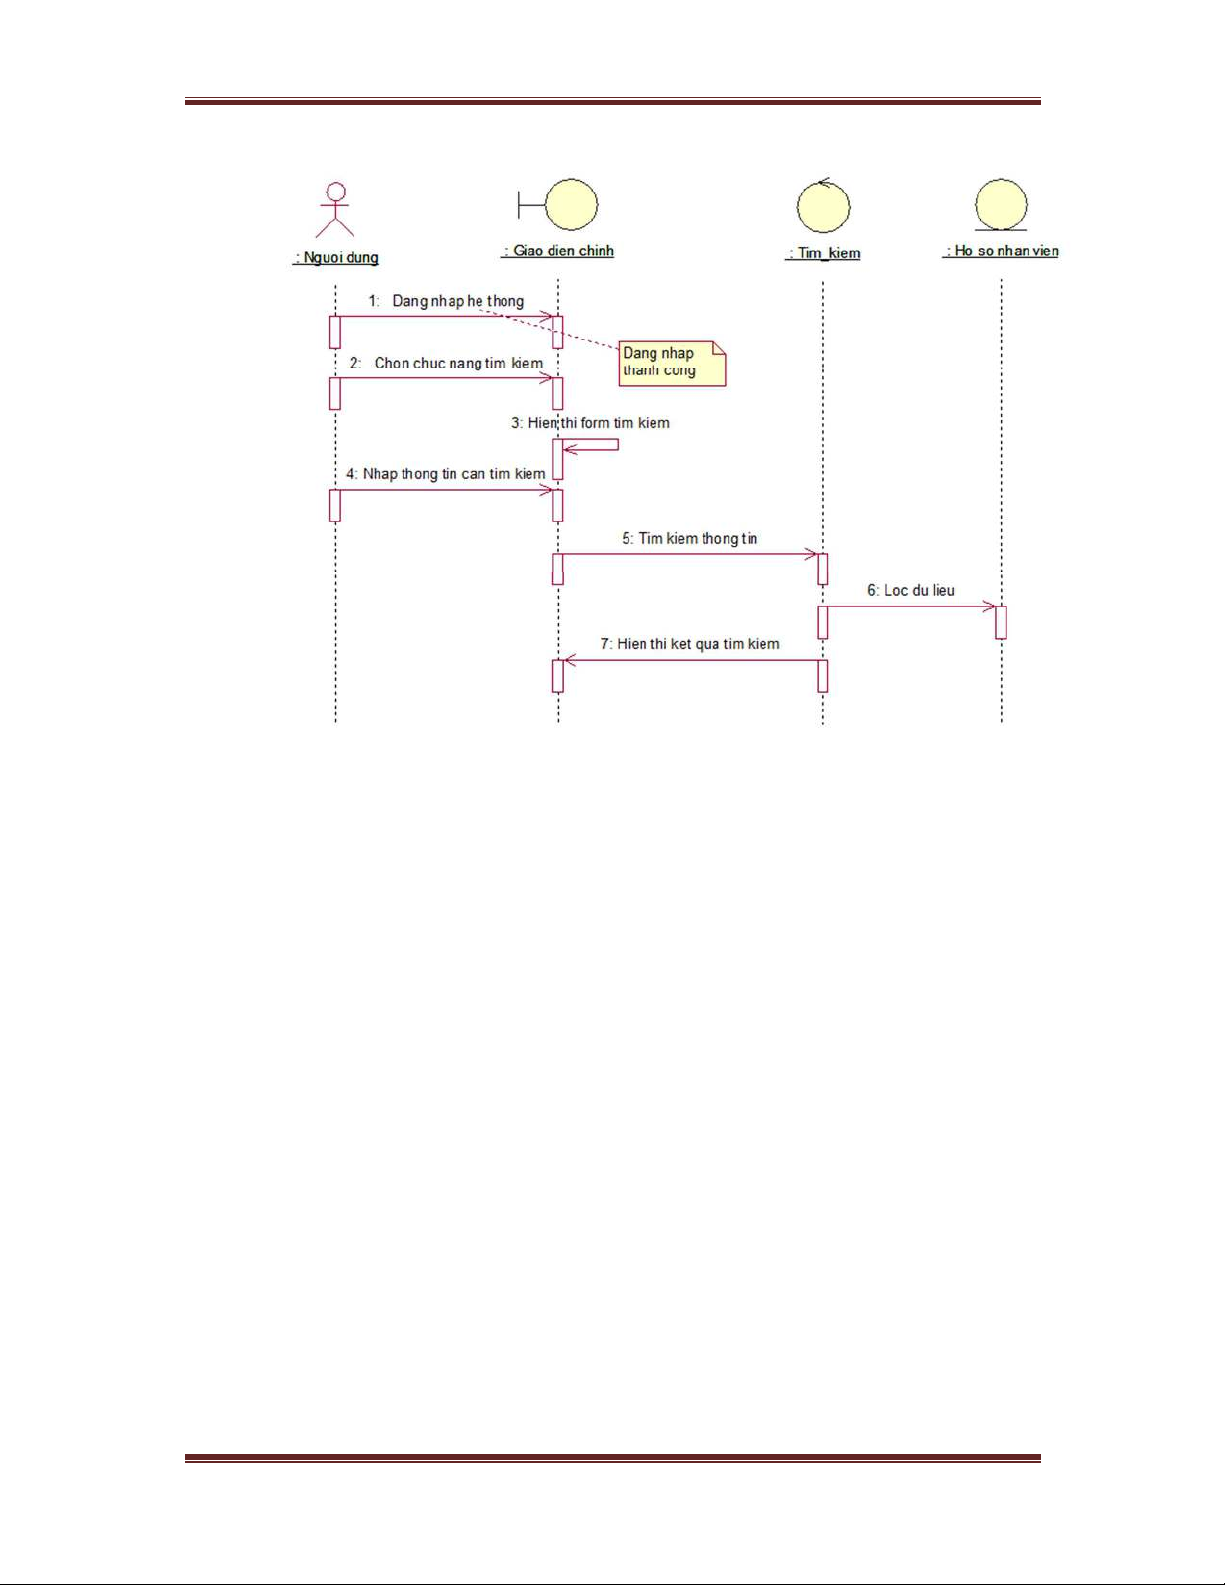 : Nguoi dung
: Giao dien chinh
: Tim_kiem
: Ho so nhan vien
1: Dang nhap he thong
Dang nhap
thanh cong
2: Chon chuc nang tim kiem
3: Hien thi form tim kiem
4: Nhap thong tin can tim kiem
5: Tim kiem thong tin
6: Loc du lieu
7: Hien thi ket qua tim kiem